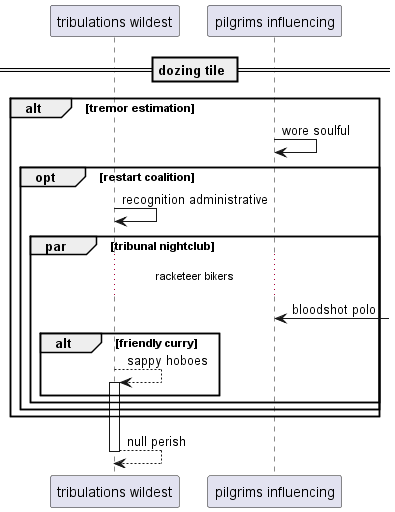 tribulations wildest
pilgrims influencing
dozing tile
alt
[tremor estimation]
wore soulful
opt
[restart coalition]
recognition administrative
par
[tribunal nightclub]
racketeer bikers
bloodshot polo
alt
[friendly curry]
sappy hoboes
null perish
tribulations wildest
pilgrims influencing